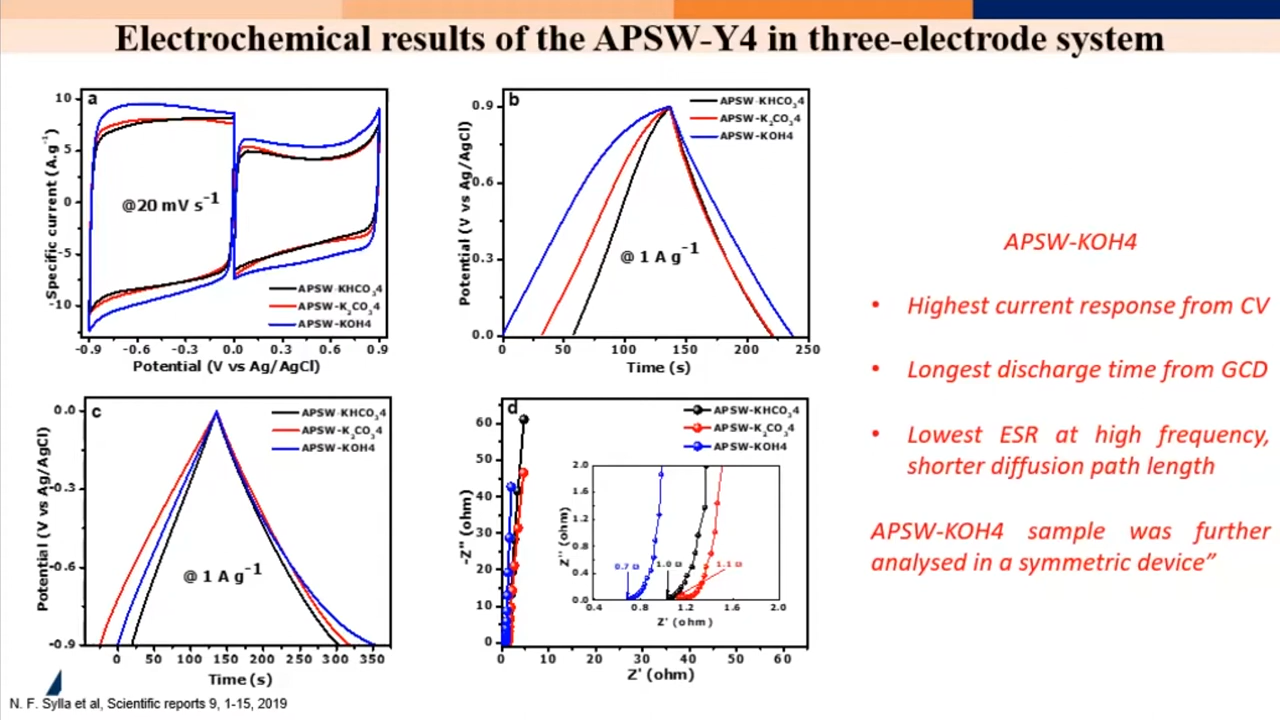 Electrochemical results of the APSW-Y4 in three-electrode system
a
10
5
0
-5
-10
Specific current (A.g⁻¹)
@20 mV s⁻¹
APSW-KHCO₃4
APSW-K₂CO₃4
APSW-KOH4
-0.9 -0.6 -0.3 0.0 0.3 0.6 0.9
Potential (V vs Ag/AgCl)
b
0.9
0.6
0.3
0.0
Potential (V vs Ag/AgCl)
APSW-KHCO₃4
APSW-K₂CO₃4
APSW-KOH4
@ 1 A g⁻¹
0 50 100 150 200 250
Time (s)
c
0.0
-0.3
-0.6
-0.9
Potential (V vs Ag/AgCl)
APSW-KHCO₃4
APSW-K₂CO₃4
APSW-KOH4
@ 1 A g⁻¹
0 50 100 150 200 250 300 350
Time (s)
d
60
50
40
30
20
10
0
-Z'' (ohm)
APSW-KHCO₃4
APSW-K₂CO₃4
APSW-KOH4
2.0
1.6
1.2
0.8
0.4
0.0
Z'' (ohm)
0.7 Ω 1.0 Ω 1.1 Ω
0.4 0.8 1.2 1.6 2.0
Z' (ohm)
0 10 20 30 40 50 60
Z' (ohm)
APSW-KOH4
• Highest current response from CV
• Longest discharge time from GCD
• Lowest ESR at high frequency,
shorter diffusion path length
APSW-KOH4 sample was further
analysed in a symmetric device”
N. F. Sylla et al, Scientific reports 9, 1-15, 2019